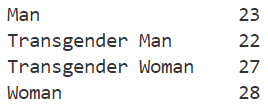 Man 23
Transgender Man 22
Transgender Woman 27
Woman 28